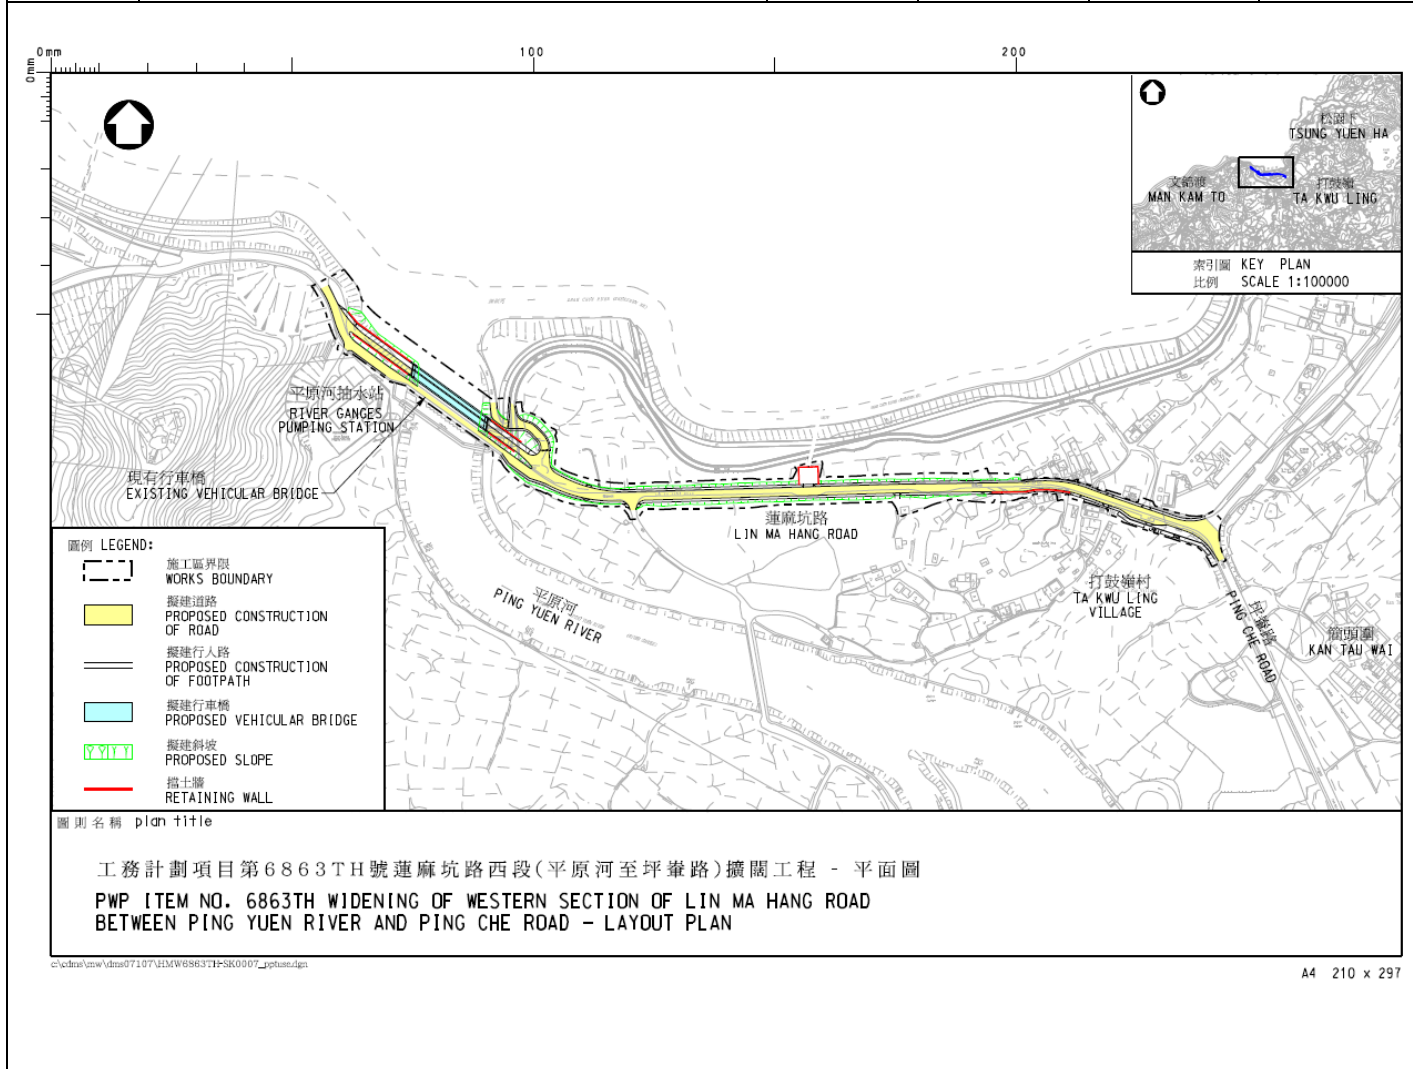 0mm
100
200
0mm
松園下
TSUNG YUEN HA
文錦渡
MAN KAM TO
打鼓嶺
TA KWU LING
索引圖 KEY PLAN
比例 SCALE 1:100000
平原河抽水站
RIVER GANGES
PUMPING STATION
現有行車橋
EXISTING VEHICULAR BRIDGE
蓮麻坑路
LIN MA HANG ROAD
平原河
PING YUEN RIVER
打鼓嶺村
TA KWU LING
VILLAGE
坪輋路
PING CHE ROAD
簡頭圍
KAN TAU WAI
圖例 LEGEND:
施工區界限
WORKS BOUNDARY
擬建道路
PROPOSED CONSTRUCTION
OF ROAD
擬建行人路
PROPOSED CONSTRUCTION
OF FOOTPATH
擬建行車橋
PROPOSED VEHICULAR BRIDGE
擬建斜坡
PROPOSED SLOPE
擋土牆
RETAINING WALL
圖則名稱 plan title
工務計劃項目第6863TH號蓮麻坑路西段(平原河至坪輋路)擴闊工程 - 平面圖
PWP ITEM NO. 6863TH WIDENING OF WESTERN SECTION OF LIN MA HANG ROAD
BETWEEN PING YUEN RIVER AND PING CHE ROAD – LAYOUT PLAN
c:\cdms\mw\dms07107\HMW6863TH-SK0007_pptuse.dgn
A4 210 x 297